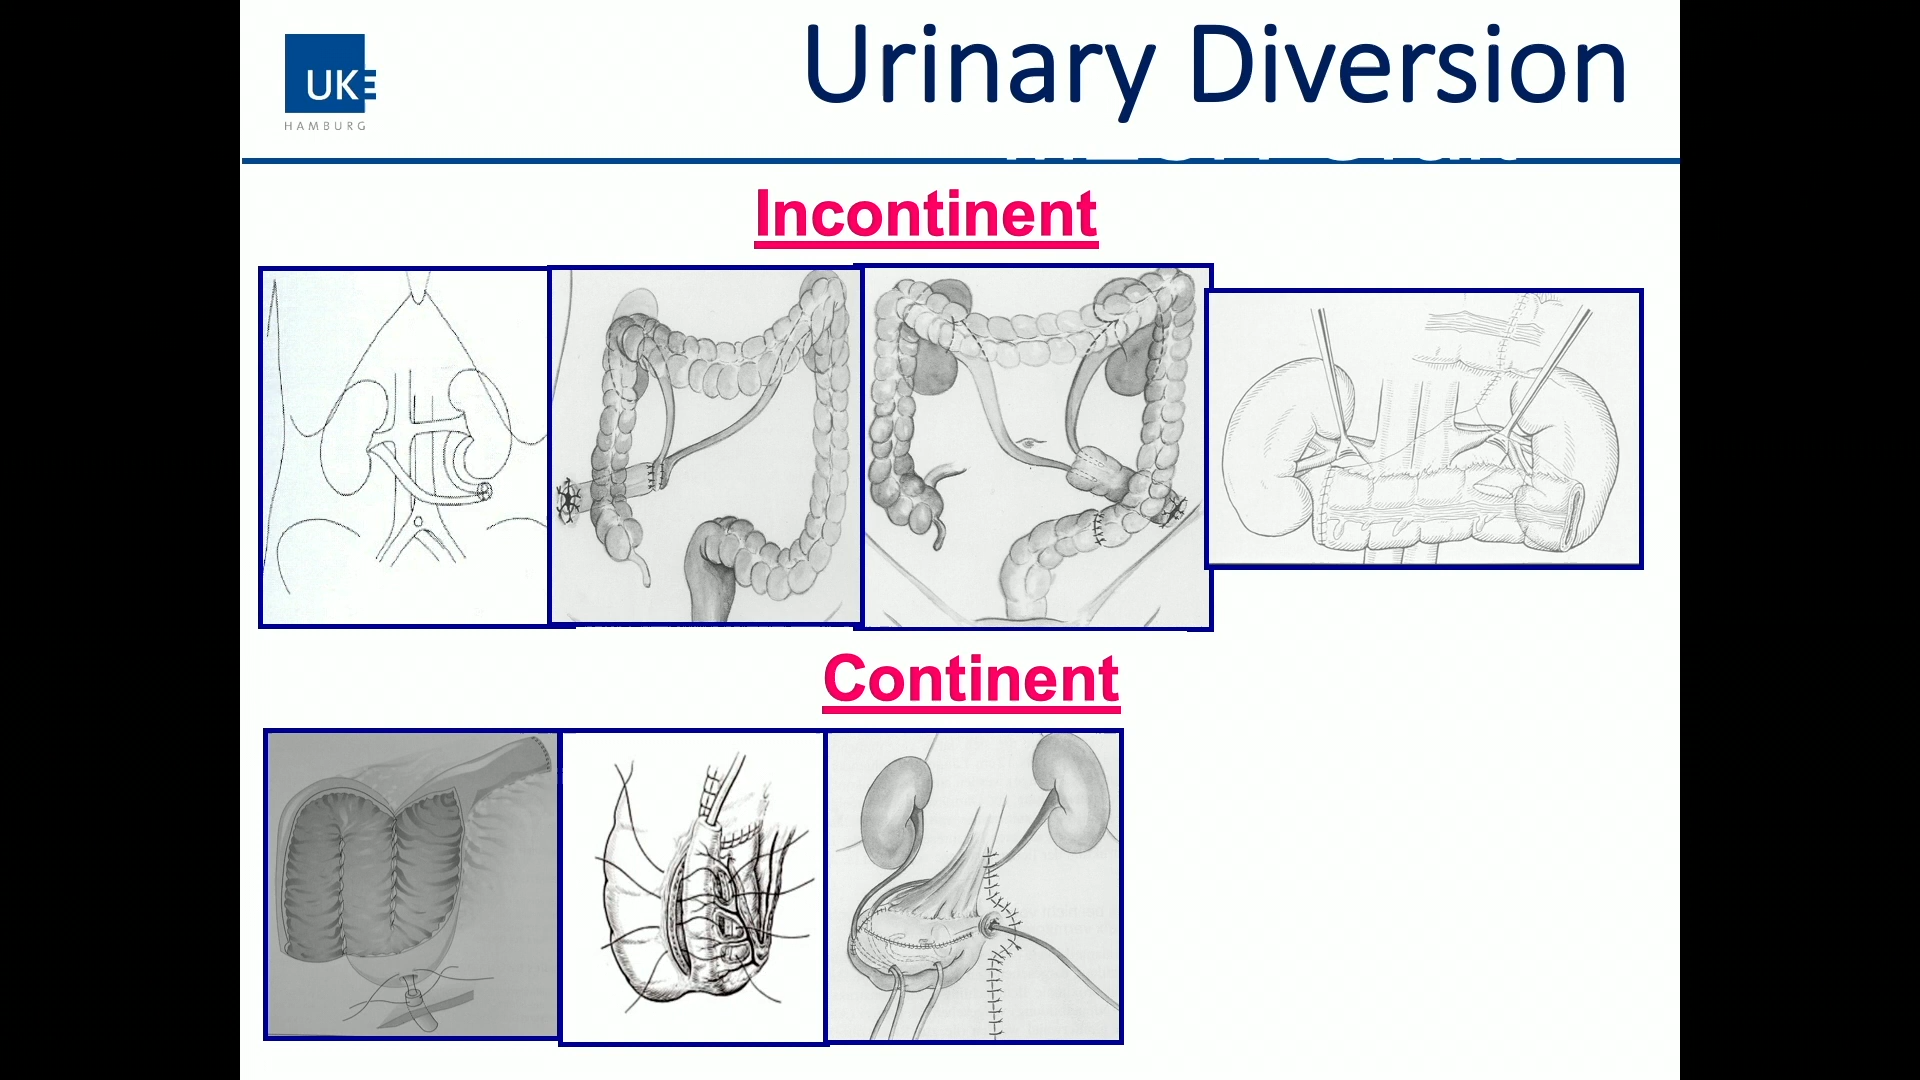 UKE
HAMBURG
Urinary Diversion
Incontinent
Continent